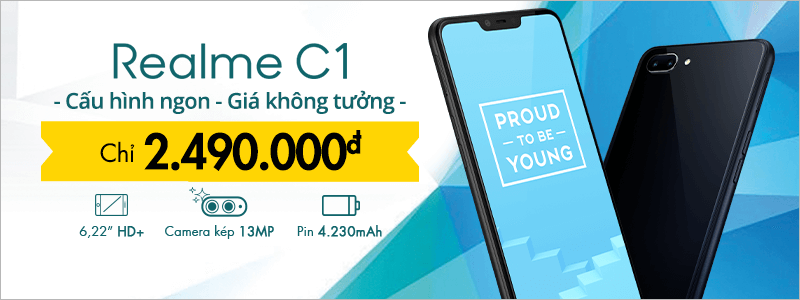 Realme C1
- Cấu hình ngon - Giá không tưởng -
Chỉ 2.490.000đ
6,22" HD+
Camera kép 13MP
Pin 4.230mAh
PROUD
TO BE
YOUNG